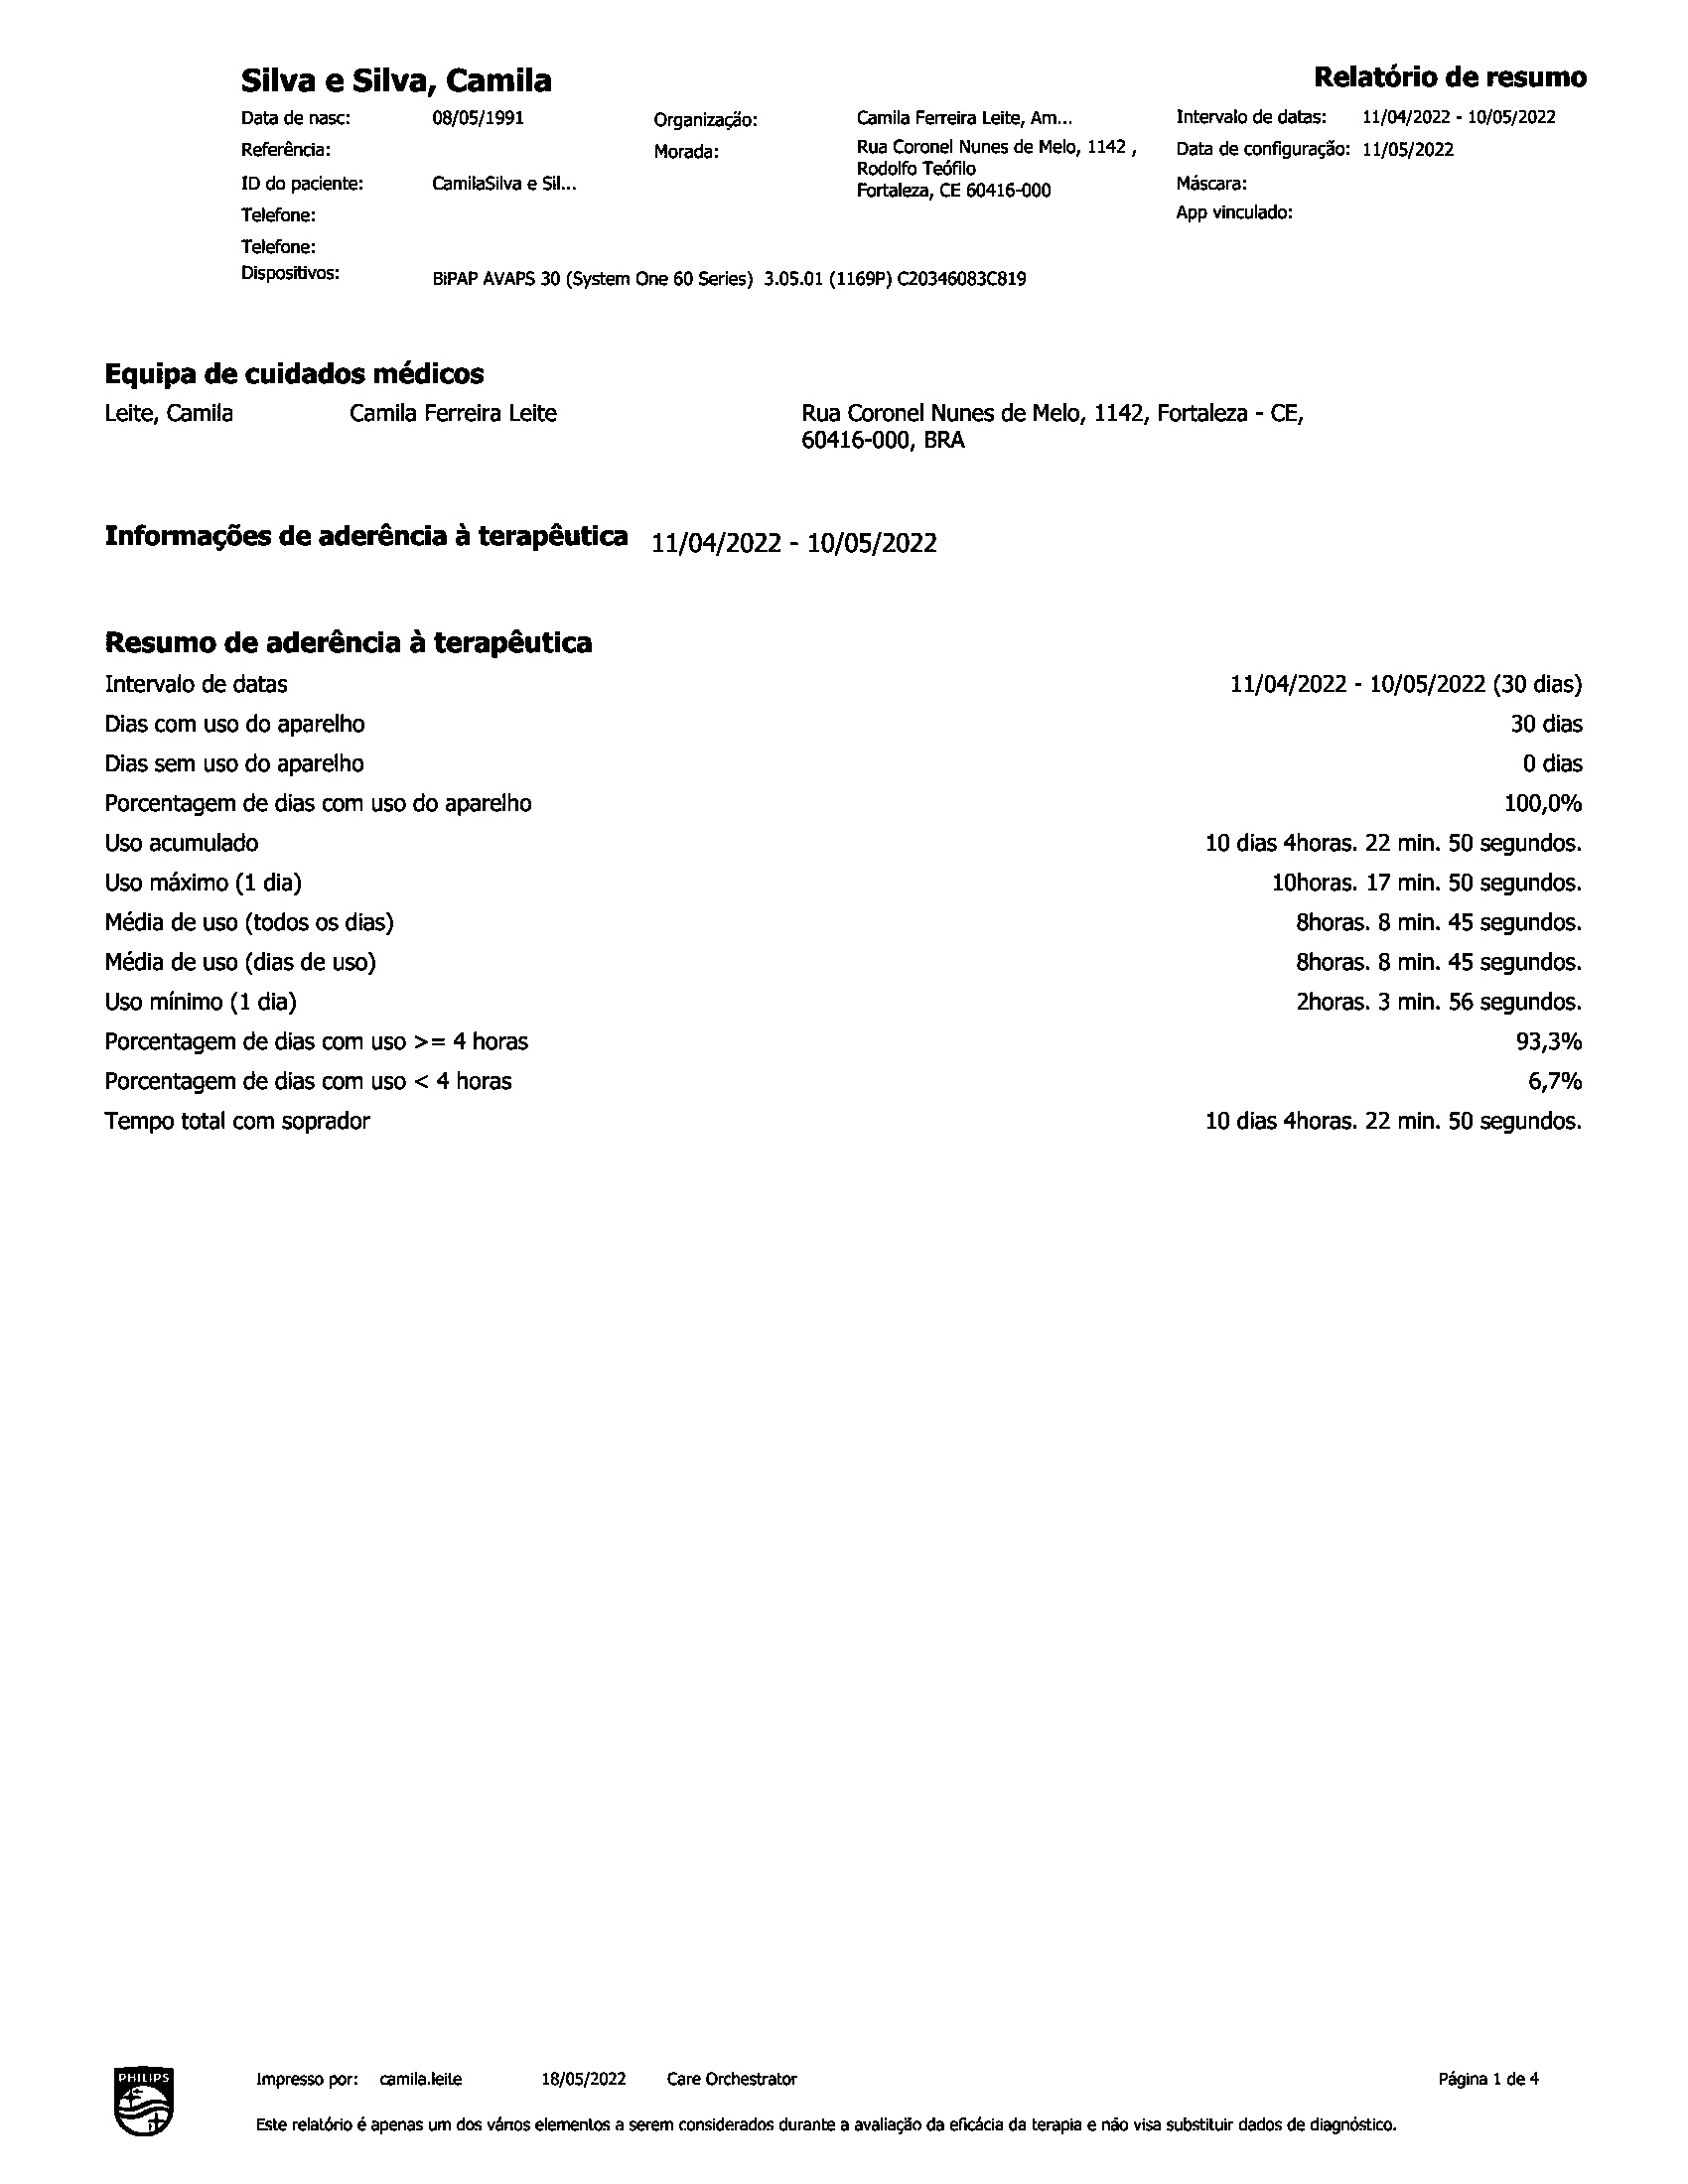 Silva e Silva, Camila
Relatório de resumo
Data de nasc: 08/05/1991
Organização: Camila Ferreira Leite, Am...
Intervalo de datas: 11/04/2022 - 10/05/2022
Referência:
Morada: Rua Coronel Nunes de Melo, 1142 ,
Rodolfo Teófilo
Fortaleza, CE 60416-000
Data de configuração: 11/05/2022
ID do paciente: CamilaSilva e Sil...
Máscara:
Telefone:
App vinculado:
Telefone:
Dispositivos: BiPAP AVAPS 30 (System One 60 Series) 3.05.01 (1169P) C20346083C819
Equipa de cuidados médicos
Leite, Camila Camila Ferreira Leite Rua Coronel Nunes de Melo, 1142, Fortaleza - CE,
60416-000, BRA
Informações de aderência à terapêutica 11/04/2022 - 10/05/2022
Resumo de aderência à terapêutica
Intervalo de datas 11/04/2022 - 10/05/2022 (30 dias)
Dias com uso do aparelho 30 dias
Dias sem uso do aparelho 0 dias
Porcentagem de dias com uso do aparelho 100,0%
Uso acumulado 10 dias 4horas. 22 min. 50 segundos.
Uso máximo (1 dia) 10horas. 17 min. 50 segundos.
Média de uso (todos os dias) 8horas. 8 min. 45 segundos.
Média de uso (dias de uso) 8horas. 8 min. 45 segundos.
Uso mínimo (1 dia) 2horas. 3 min. 56 segundos.
Porcentagem de dias com uso >= 4 horas 93,3%
Porcentagem de dias com uso < 4 horas 6,7%
Tempo total com soprador 10 dias 4horas. 22 min. 50 segundos.
PHILIPS
Impresso por: camila.leite 18/05/2022 Care Orchestrator Página 1 de 4
Este relatório é apenas um dos vários elementos a serem considerados durante a avaliação da eficácia da terapia e não visa substituir dados de diagnóstico.